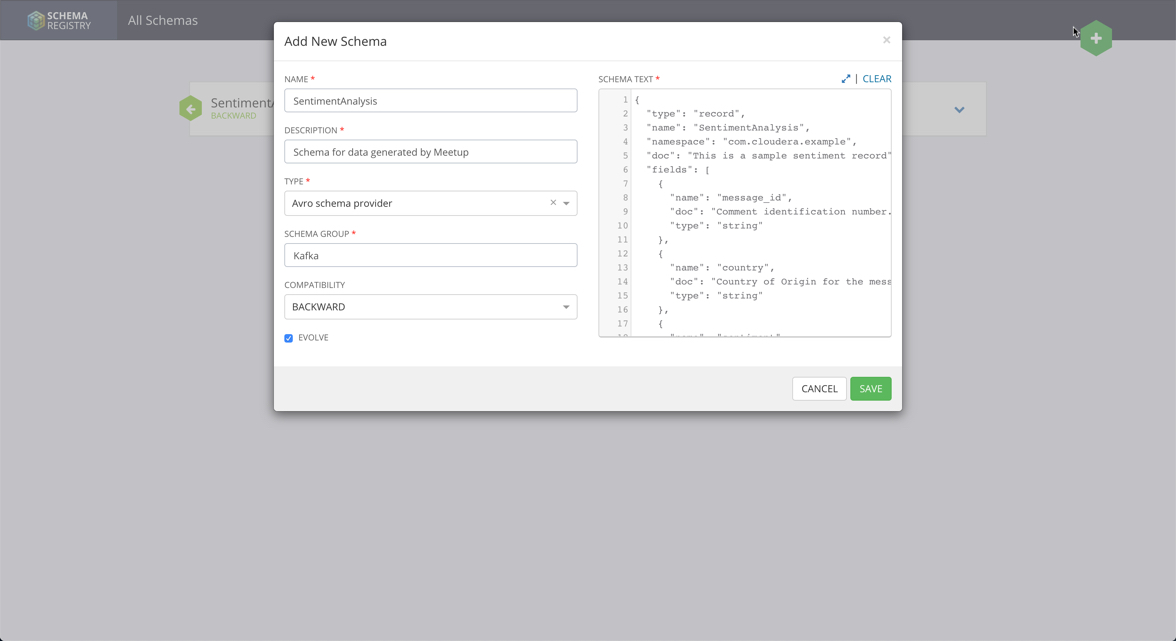 SCHEMA
REGISTRY
All Schemas
+
Add New Schema
×
NAME *
SentimentAnalysis
DESCRIPTION *
Schema for data generated by Meetup
TYPE *
Avro schema provider
×
SCHEMA GROUP *
Kafka
COMPATIBILITY
BACKWARD
EVOLVE
SCHEMA TEXT *
| CLEAR
1 {
2 "type": "record",
3 "name": "SentimentAnalysis",
4 "namespace": "com.cloudera.example",
5 "doc": "This is a sample sentiment record"
6 "fields": [
7 {
8 "name": "message_id",
9 "doc": "Comment identification number.
10 "type": "string"
11 },
12 {
13 "name": "country",
14 "doc": "Country of Origin for the mess
15 "type": "string"
16 },
17 {
CANCEL
SAVE
SentimentA
BACKWARD